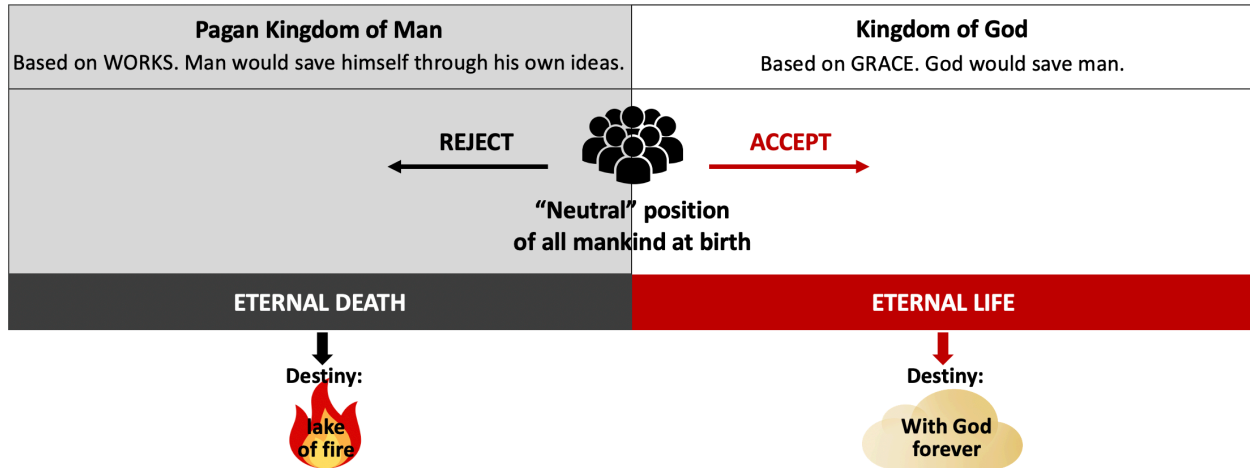 Pagan Kingdom of Man
Based on WORKS. Man would save himself through his own ideas.
Kingdom of God
Based on GRACE. God would save man.
REJECT
ACCEPT
“Neutral” position
of all mankind at birth
ETERNAL DEATH
ETERNAL LIFE
Destiny:
lake
of fire
Destiny:
With God
forever